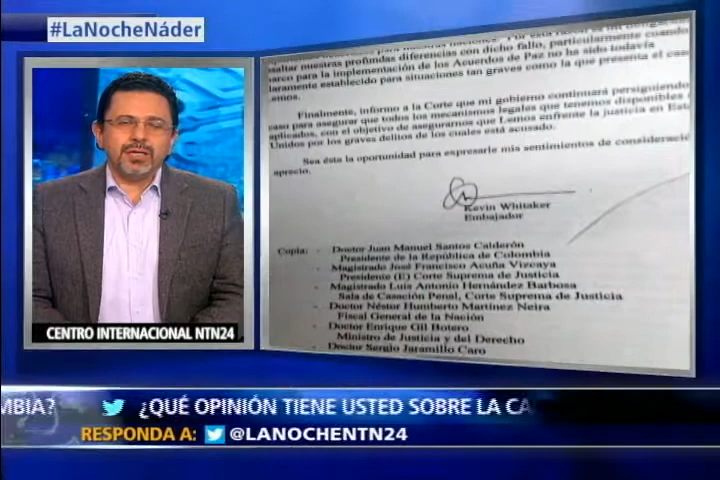 #LaNocheNáder
saltar nuestras profundas diferencias con dicho fallo, particularmente cuando
marco para la implementación de los Acuerdos de Paz no ha sido todavía
laramente establecido para situaciones tan graves como la que presenta el caso
emos.
Finalmente, informo a la Corte que mi gobierno continuará persiguiendo
caso para asegurar que todos los mecanismos legales que tenemos disponibles
aplicados, con el objetivo de asegurarnos que Lemos enfrente la justicia en Est
Unidos por los graves delitos de los cuales está acusado.
Sea ésta la oportunidad para expresarle mis sentimientos de consideració
aprecio.
Kevin Whitaker
Embajador
Copia: - Doctor Juan Manuel Santos Calderón
Presidente de la República de Colombia
- Magistrado José Francisco Acuña Vizcaya
Presidente (E) Corte Suprema de Justicia
- Magistrado Luis Antonio Hernández Barbosa
Sala de Casación Penal, Corte Suprema de Justicia
- Doctor Néstor Humberto Martínez Neira
Fiscal General de la Nación
- Doctor Enrique Gil Botero
Ministro de Justicia y del Derecho
- Doctor Sergio Jaramillo Caro
CENTRO INTERNACIONAL NTN24
MBIA? ¿QUÉ OPINIÓN TIENE USTED SOBRE LA CA
RESPONDA A: @LANOCHENTN24